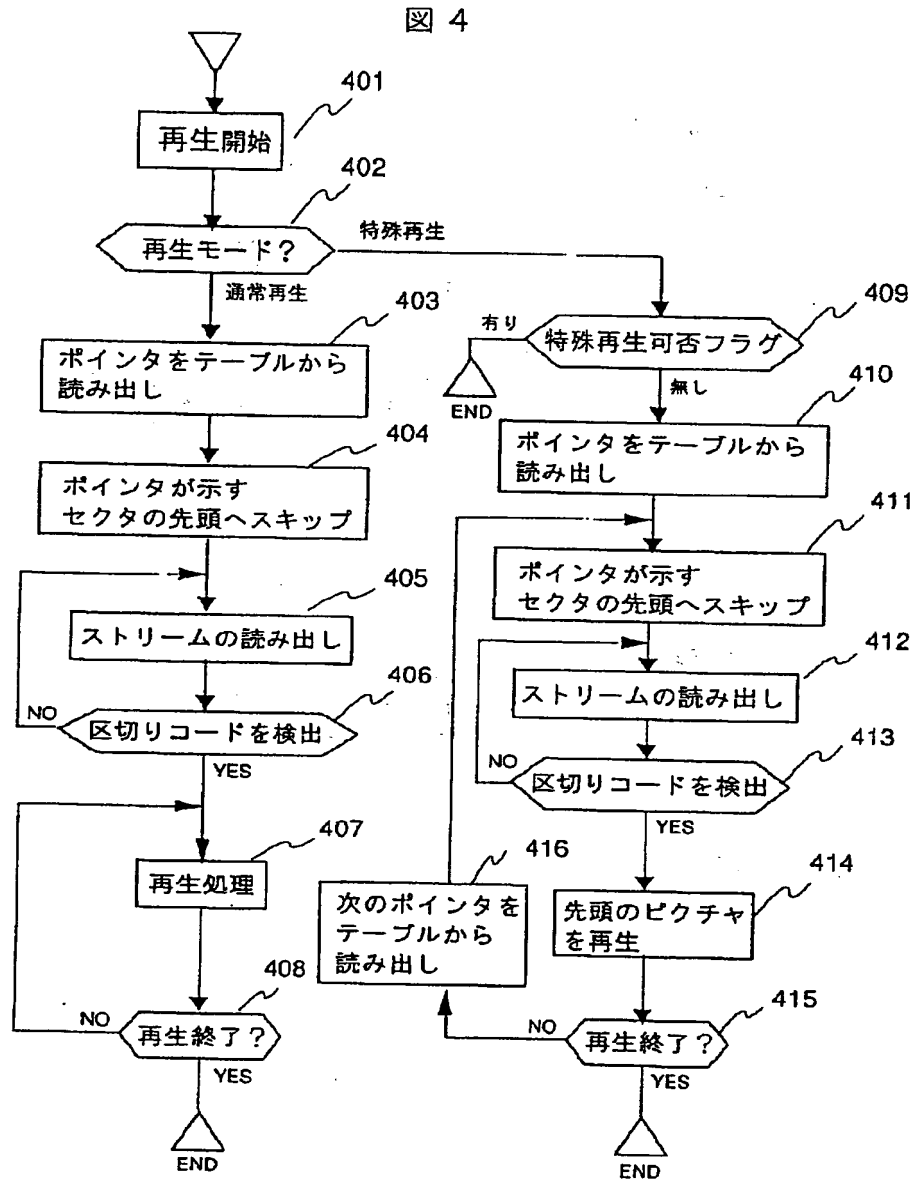 図 4
401
再生開始
402
再生モード?
特殊再生
通常再生
403
ポインタをテーブルから
読み出し
404
ポインタが示す
セクタの先頭へスキップ
405
ストリームの読み出し
406
区切りコードを検出
NO
YES
407
再生処理
408
再生終了?
NO
YES
END
409
特殊再生可否フラグ
有り
END
無し
410
ポインタをテーブルから
読み出し
411
ポインタが示す
セクタの先頭へスキップ
412
ストリームの読み出し
413
区切りコードを検出
NO
YES
414
先頭のピクチャ
を再生
415
再生終了?
NO
YES
END
416
次のポインタを
テーブルから
読み出し